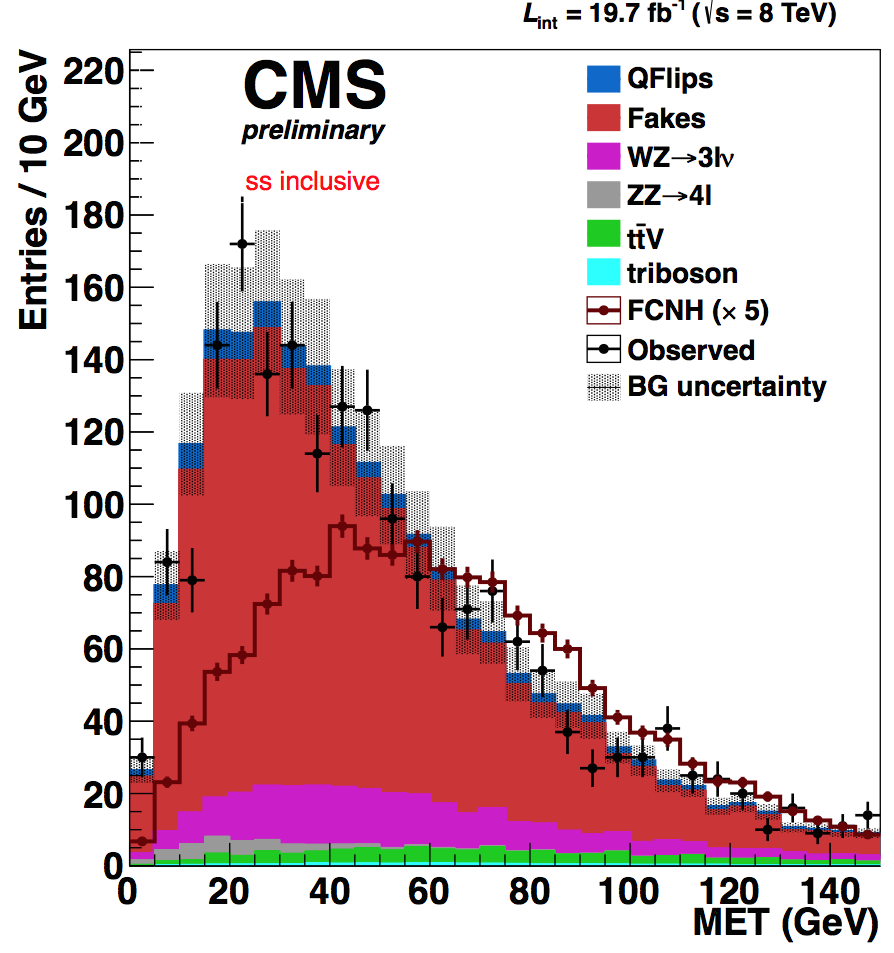 L_int = 19.7 fb⁻¹ (√s = 8 TeV)
Entries / 10 GeV
220
200
180
160
140
120
100
80
60
40
20
0
CMS
preliminary
ss inclusive
QFlips
Fakes
WZ→3lν
ZZ→4l
tt̄V
triboson
FCNH (× 5)
Observed
BG uncertainty
0 20 40 60 80 100 120 140
MET (GeV)